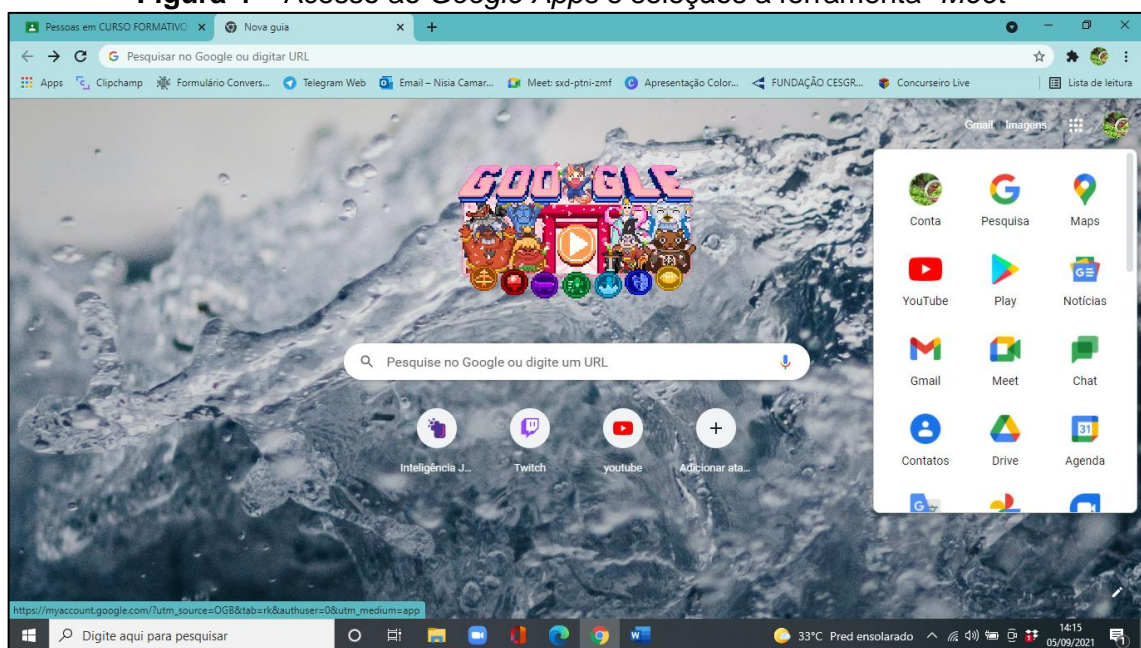 Acesso ao Google Apps e seleções a ferramenta "Meet"
Pessoas em CURSO FORMATIVO
Nova guia
Pesquisar no Google ou digitar URL
Apps
Clipchamp
Formulário Convers...
Telegram Web
Email – Nisia Camar...
Meet: sxd-ptni-zmf
Apresentação Color...
FUNDAÇÃO CESGR...
Concurseiro Live
Lista de leitura
Gmail Imagens
GOOGLE
Conta Pesquisa Maps
YouTube Play Notícias
Gmail Meet Chat
31
Contatos Drive Agenda
Pesquise no Google ou digite um URL
Inteligência J... Twitch youtube Adicionar ata...
https://myaccount.google.com/?utm_source=OGB&tab=rk&authuser=0&utm_medium=app
Digite aqui para pesquisar
33°C Pred ensolarado
14:15
05/09/2021